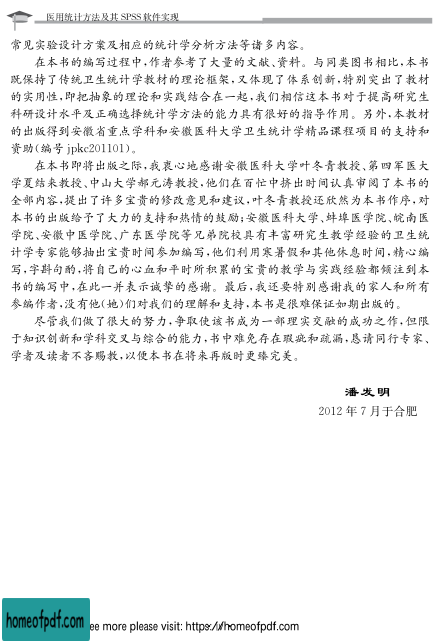 医用统计方法及其 SPSS 软件实现
常见实验设计方案及相应的统计学分析方法等诸多内容。
在本书的编写过程中,作者参考了大量的文献、资料。与同类图书相比,本书
既保持了传统卫生统计学教材的理论框架,又体现了体系创新,特别突出了教材
的实用性,即把抽象的理论和实践结合在一起,我们相信这本书对于提高研究生
科研设计水平及正确选择统计学方法的能力具有很好的指导作用。另外,本教材
的出版得到安徽省重点学科和安徽医科大学卫生统计学精品课程项目的支持和
资助(编号 jpkc201101)。
在本书即将出版之际,我衷心地感谢安徽医科大学叶冬青教授、第四军医大
学夏结来教授、中山大学郝元涛教授,他们在百忙中挤出时间认真审阅了本书的
全部内容,提出了许多宝贵的修改意见和建议,叶冬青教授还欣然为本书作序,对
本书的出版给予了大力的支持和热情的鼓励;安徽医科大学、蚌埠医学院、皖南医
学院、安徽中医学院、广东医学院等兄弟院校具有丰富研究生教学经验的卫生统
计学专家能够抽出宝贵时间参加编写,他们利用寒暑假和其他休息时间,精心编
写,字斟句酌,将自己的心血和平时所积累的宝贵的教学与实践经验都倾注到本
书的编写中,在此一并表示诚挚的感谢。最后,我还要特别感谢我的家人和所有
参编作者,没有他(她)们对我们的理解和支持,本书是很难保证如期出版的。
尽管我们做了很大的努力,争取使该书成为一部理实交融的成功之作,但限
于知识创新和学科交叉与综合的能力,书中难免存在瑕疵和疏漏,恳请同行专家、
学者及读者不吝赐教,以便本书在将来再版时更臻完美。
潘发明
2012 年 7 月于合肥
homeofpdf.com
ee more please visit: https://homeofpdf.com